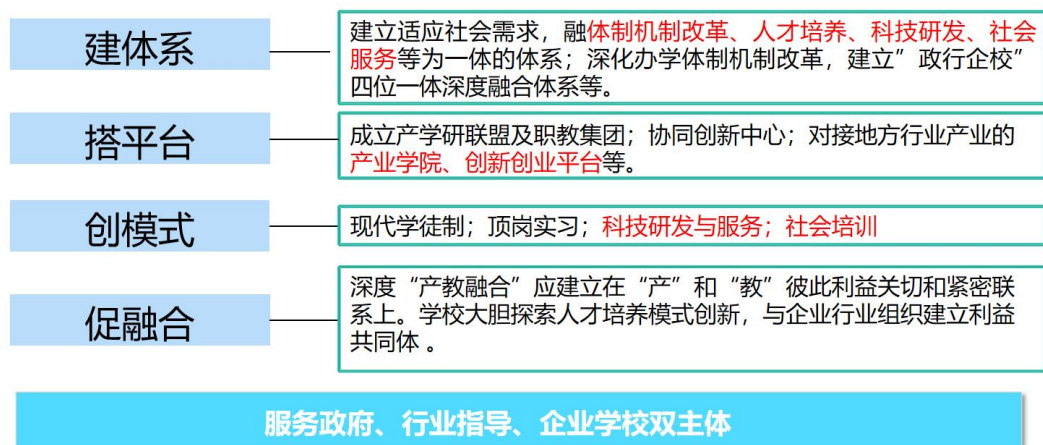 建体系
建立适应社会需求，融体制机制改革、人才培养、科技研发、社会
服务等为一体的体系；深化办学体制机制改革，建立”政行企校”
四位一体深度融合体系等。
搭平台
成立产学研联盟及职教集团；协同创新中心；对接地方行业产业的
产业学院、创新创业平台等。
创模式
现代学徒制；顶岗实习；科技研发与服务；社会培训
促融合
深度“产教融合”应建立在“产”和“教”彼此利益关切和紧密联
系上。学校大胆探索人才培养模式创新，与企业行业组织建立利益
共同体 。
服务政府、行业指导、企业学校双主体